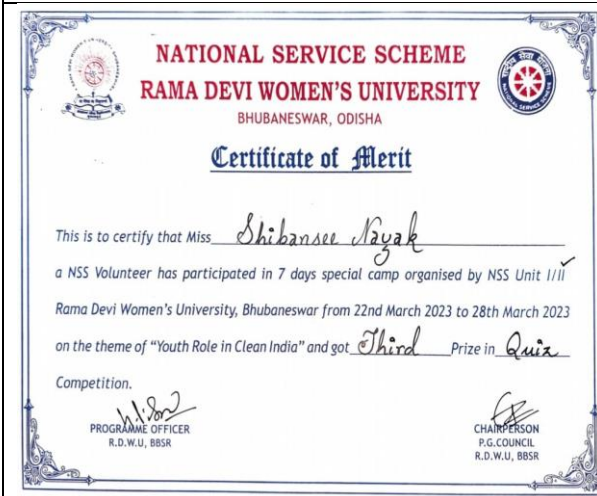 NATIONAL SERVICE SCHEME
RAMA DEVI WOMEN'S UNIVERSITY
BHUBANESWAR, ODISHA
Certificate of Merit
This is to certify that Miss Shibansee Nayak
a NSS Volunteer has participated in 7 days special camp organised by NSS Unit I/II ✓
Rama Devi Women's University, Bhubaneswar from 22nd March 2023 to 28th March 2023
on the theme of "Youth Role in Clean India" and got Third Prize in Quiz
Competition.
PROGRAMME OFFICER
R.D.W.U, BBSR
CHAIRPERSON
P.G.COUNCIL
R.D.W.U, BBSR